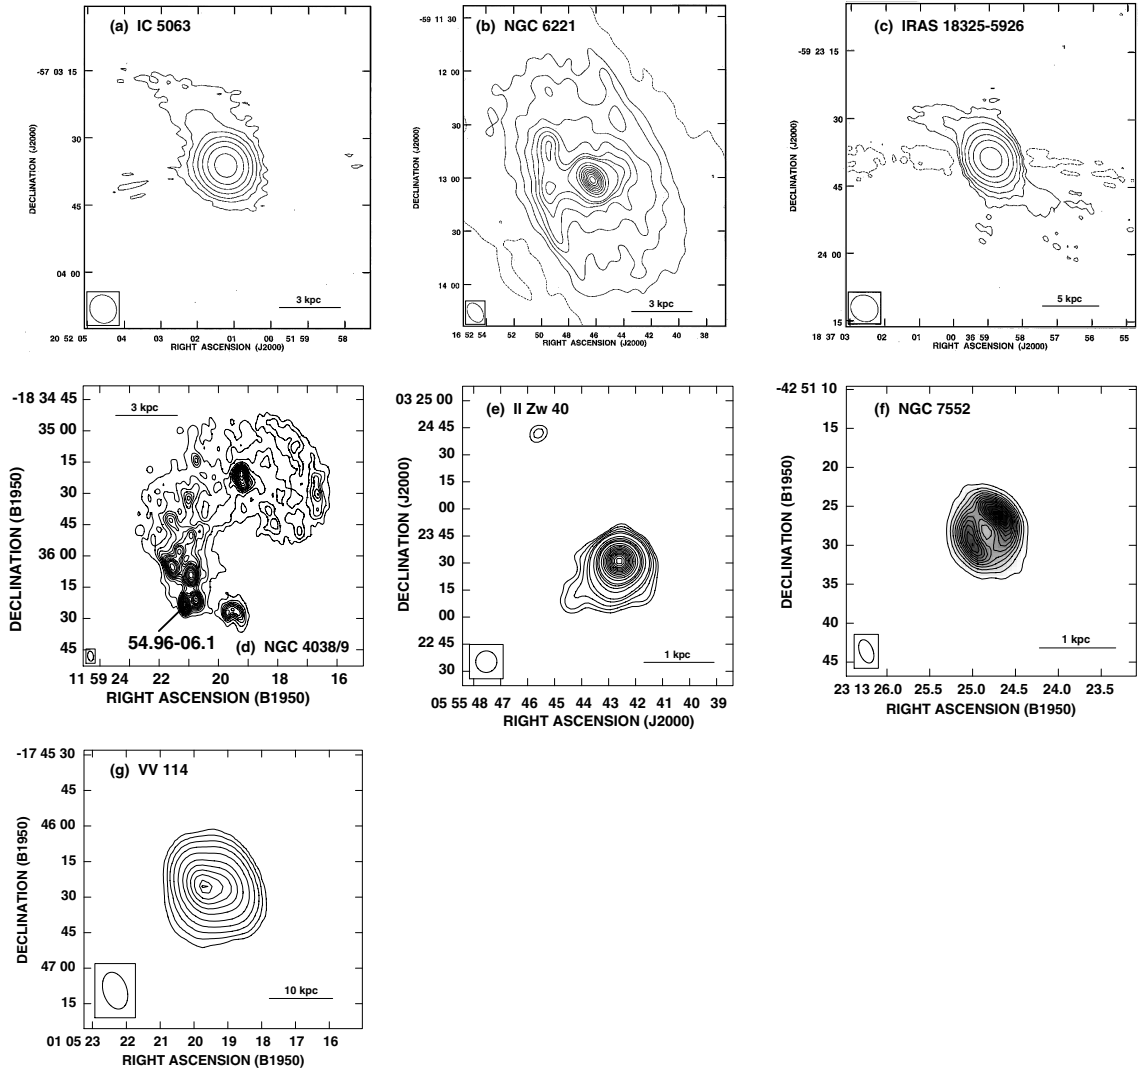 (a) IC 5063
-57 03 15
30
45
04 00
DECLINATION (J2000)
3 kpc
20 52 05 04 03 02 01 00 51 59 58
RIGHT ASCENSION (J2000)
(b) NGC 6221
-59 11 30
12 00
30
13 00
30
14 00
DECLINATION (J2000)
3 kpc
16 52 54 52 50 48 46 44 42 40 38
RIGHT ASCENSION (J2000)
(c) IRAS 18325-5926
-59 23 15
30
45
24 00
15
DECLINATION (J2000)
5 kpc
18 37 03 02 01 00 36 59 58 57 56 55
RIGHT ASCENSION (J2000)
-18 34 45
35 00
15
30
45
36 00
15
30
45
DECLINATION (B1950)
3 kpc
54.96-06.1
(d) NGC 4038/9
11 59 24 22 20 18 16
RIGHT ASCENSION (B1950)
(e) II Zw 40
03 25 00
24 45
30
15
00
23 45
30
15
00
22 45
30
DECLINATION (J2000)
1 kpc
05 55 48 47 46 45 44 43 42 41 40 39
RIGHT ASCENSION (J2000)
(f) NGC 7552
-42 51 10
15
20
25
30
35
40
45
DECLINATION (B1950)
1 kpc
23 13 26.0 25.5 25.0 24.5 24.0 23.5
RIGHT ASCENSION (B1950)
(g) VV 114
-17 45 30
45
46 00
15
30
45
47 00
15
DECLINATION (B1950)
10 kpc
01 05 23 22 21 20 19 18 17 16
RIGHT ASCENSION (B1950)